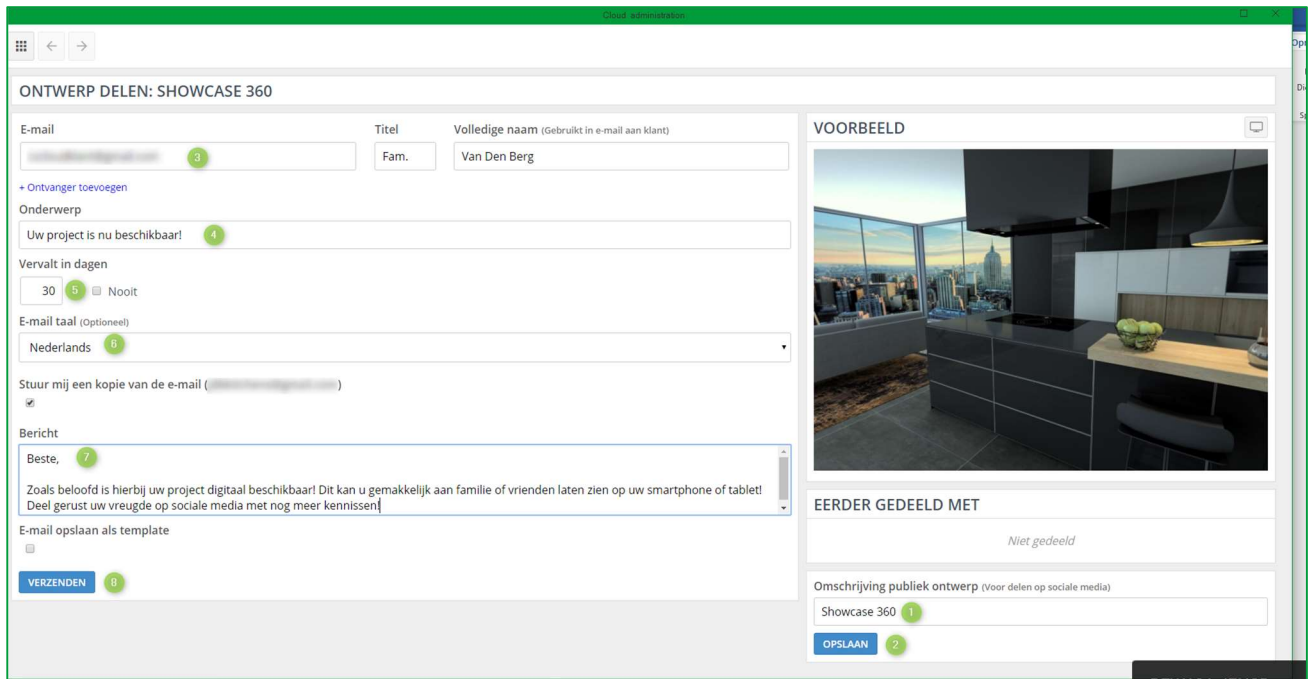 Cloud: administration
Opr
Di
Sp
ONTWERP DELEN: SHOWCASE 360
E-mail
Titel
Volledige naam (Gebruikt in e-mail aan klant)
3
Fam.
Van Den Berg
+ Ontvanger toevoegen
Onderwerp
Uw project is nu beschikbaar! 4
Vervalt in dagen
30 5 Nooit
E-mail taal (Optioneel)
Nederlands 6
Stuur mij een kopie van de e-mail ( )
Bericht
Beste, 7
Zoals beloofd is hierbij uw project digitaal beschikbaar! Dit kan u gemakkelijk aan familie of vrienden laten zien op uw smartphone of tablet!
Deel gerust uw vreugde op sociale media met nog meer kennissen!
E-mail opslaan als template
VERZENDEN 8
VOORBEELD
EERDER GEDEELD MET
Niet gedeeld
Omschrijving publiek ontwerp (Voor delen op sociale media)
Showcase 360 1
OPSLAAN 2